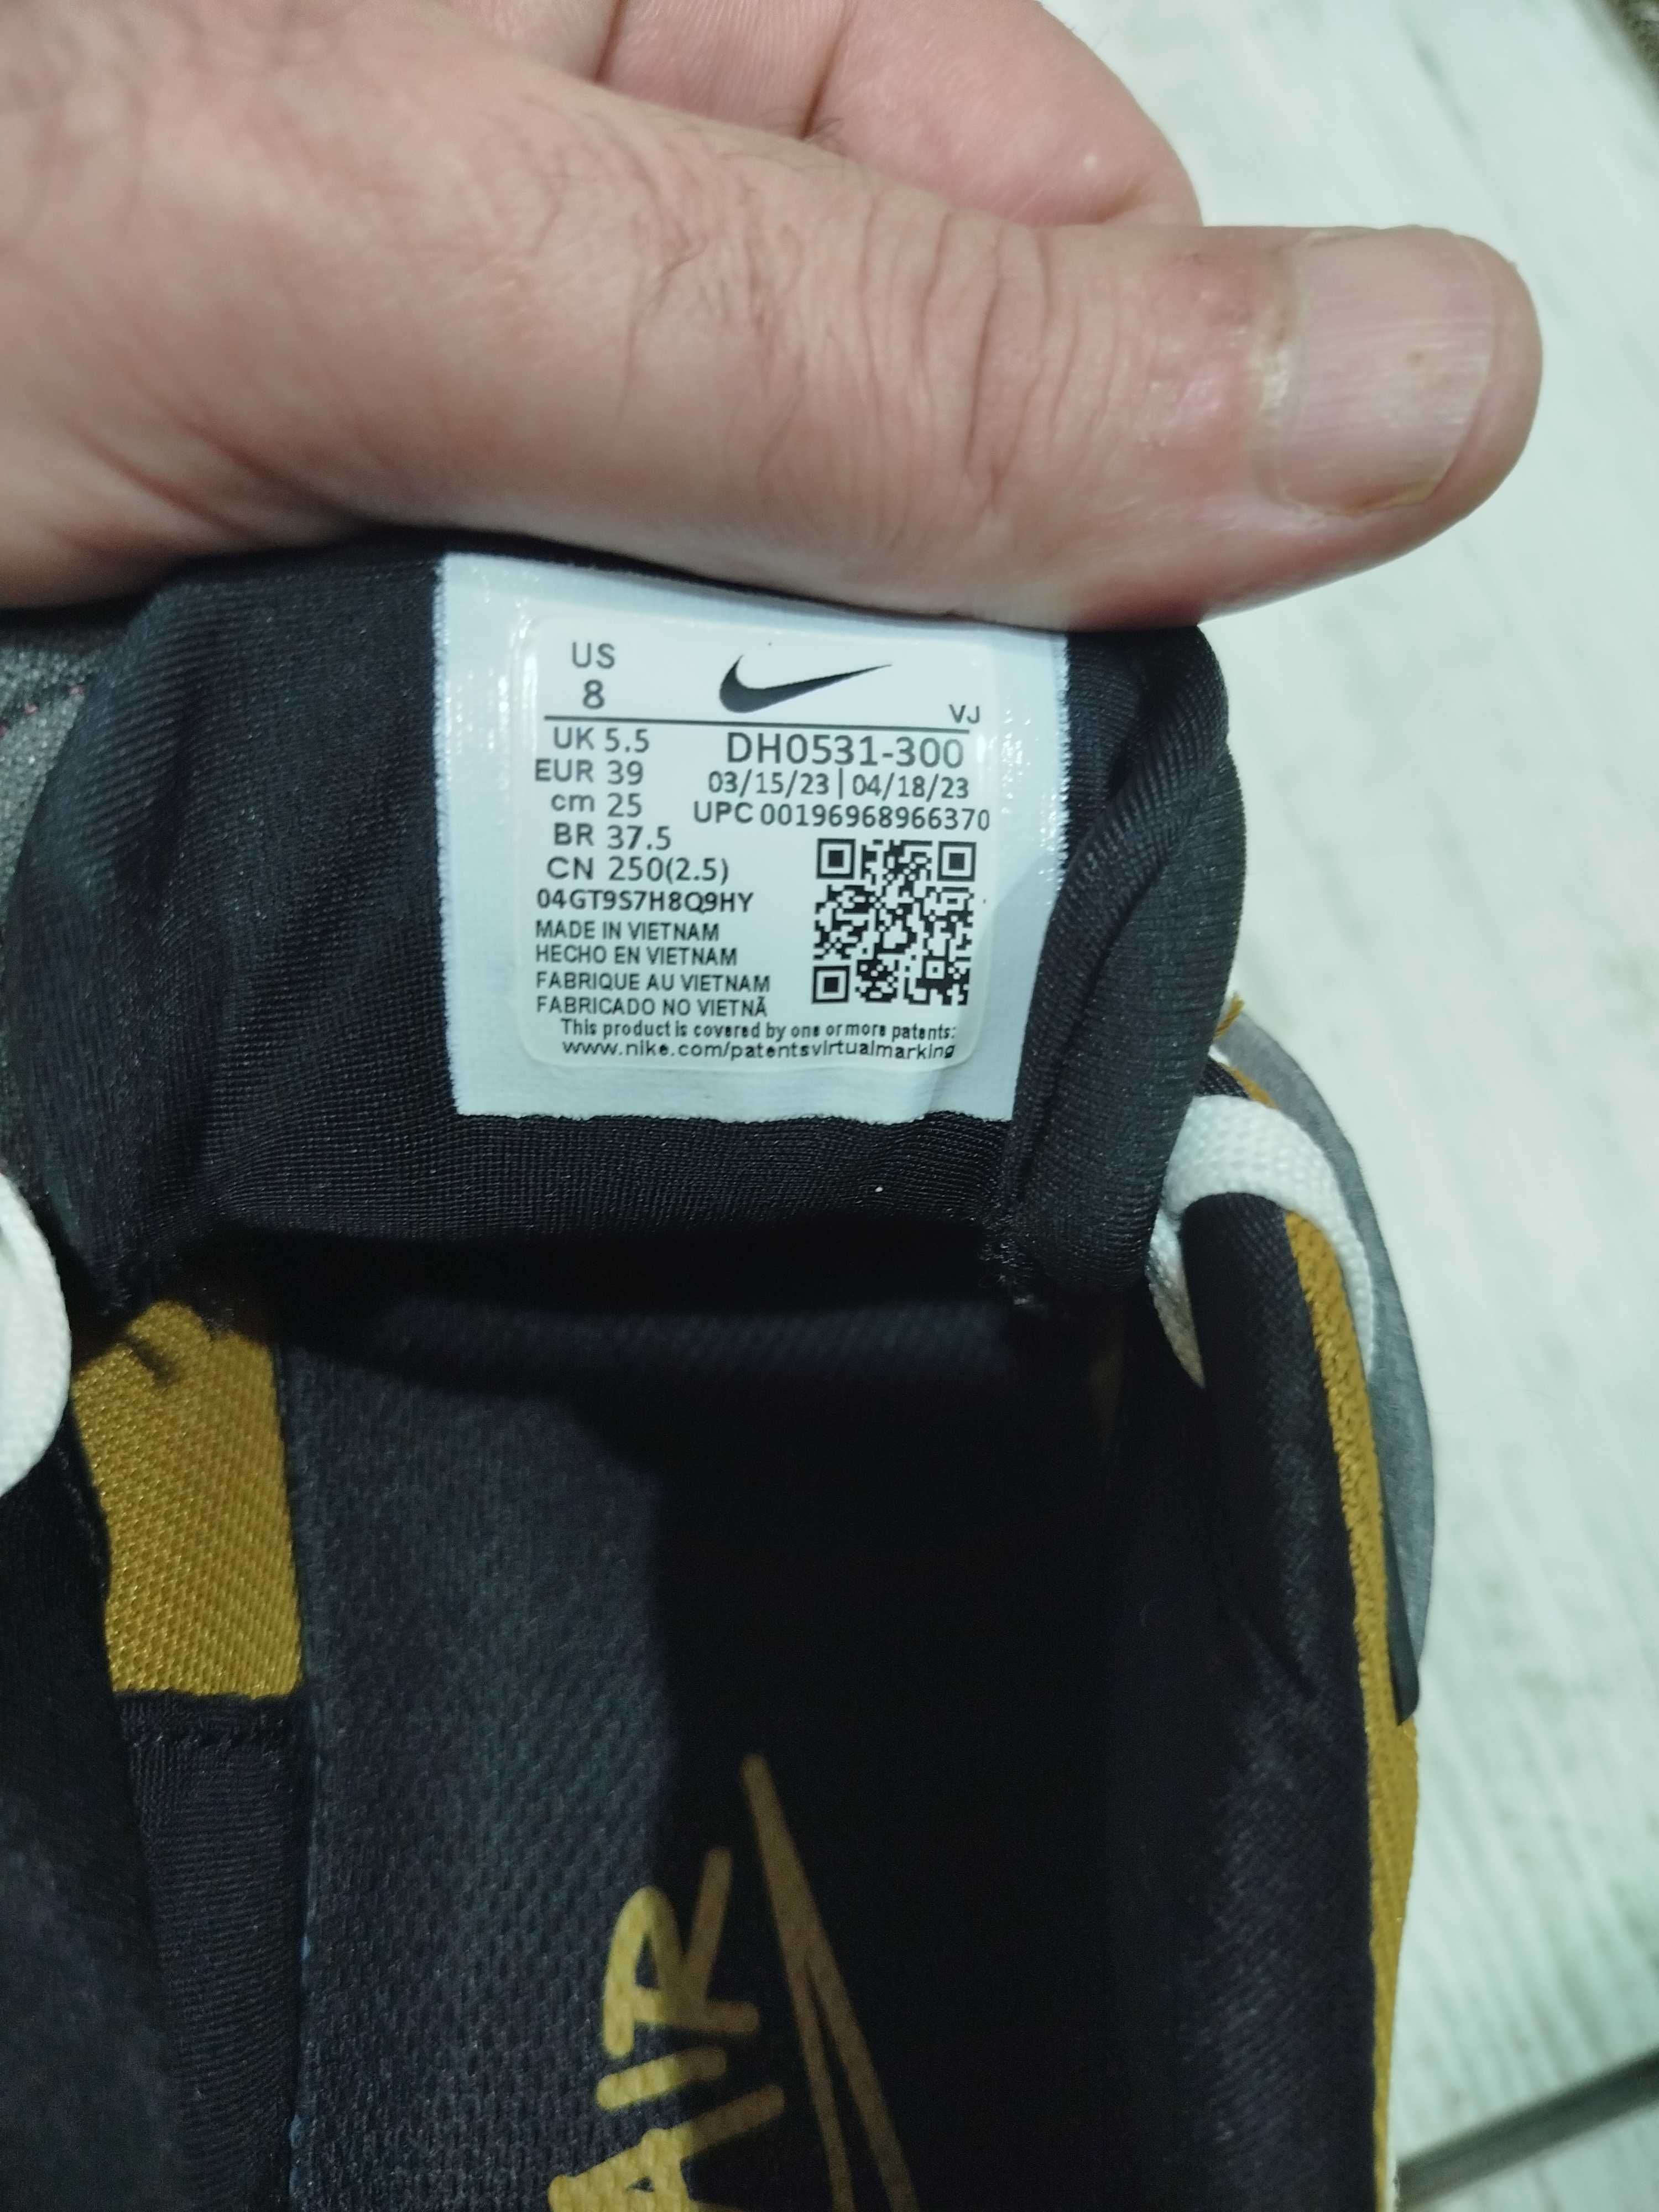 US
8
VJ
UK 5.5
DH0531-300
EUR 39
03/15/23 | 04/18/23
cm 25
UPC 00196968966370
BR 37.5
CN 250(2.5)
04GT9S7H8Q9HY
MADE IN VIETNAM
HECHO EN VIETNAM
FABRIQUE AU VIETNAM
FABRICADO NO VIETNÃ
This product is covered by one or more patents:
www.nike.com/patentsvirtualmarking
AIR